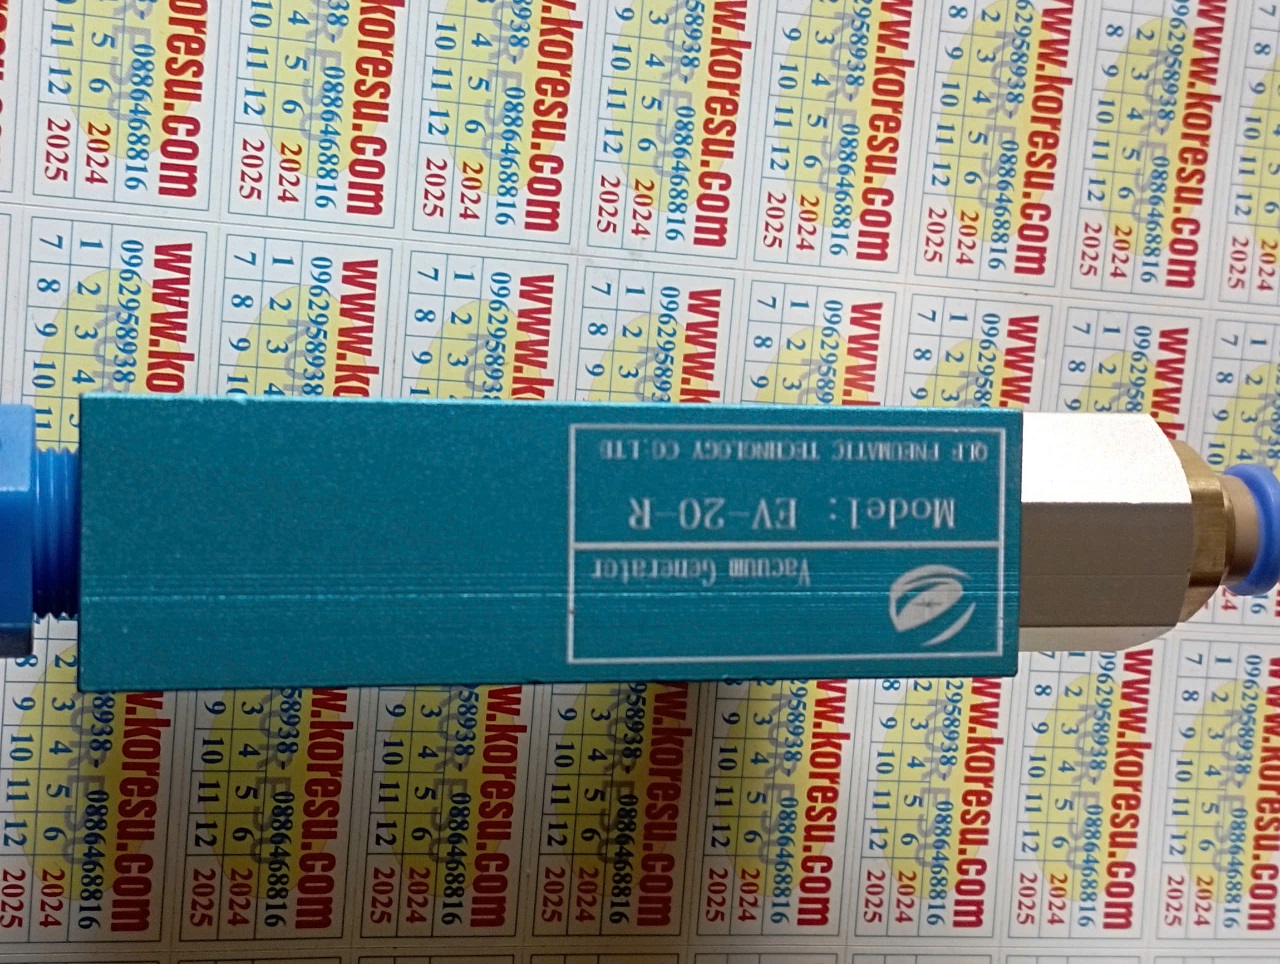 QLF PNEUMATIC TECHNOLOGY CO.LTD
Model: EV-20-R
Vacuum Generater
www.koresu.com
0962958938- 0886468816
1 2 3 4 5 6 2024
7 8 9 10 11 12 2025